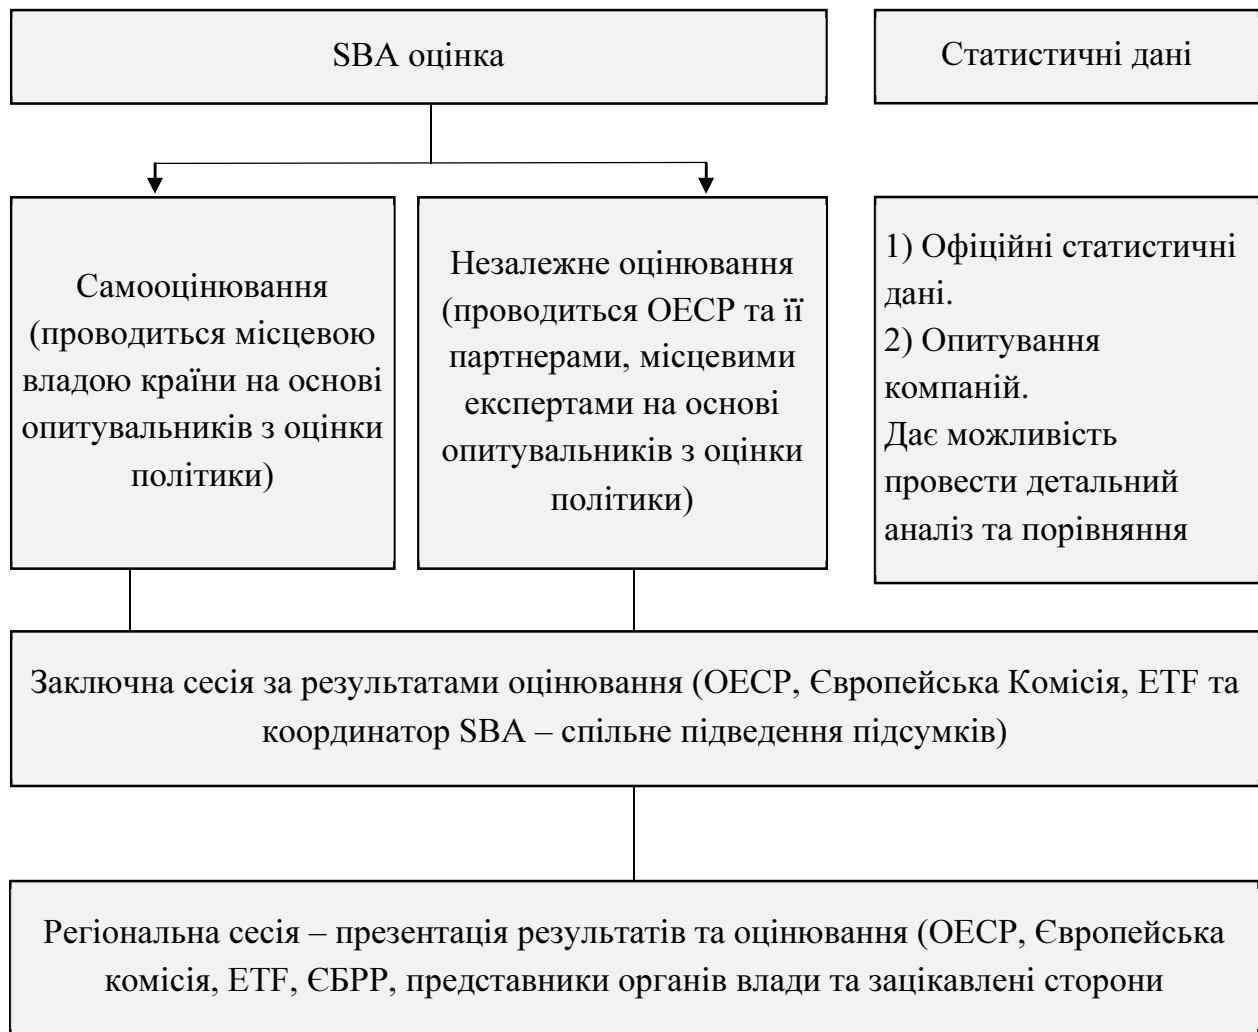 SBA оцінка
Статистичні дані
Самооцінювання
(проводиться місцевою
владою країни на основі
опитувальників з оцінки
політики)
Незалежне оцінювання
(проводиться ОЕСР та її
партнерами, місцевими
експертами на основі
опитувальників з оцінки
політики)
1) Офіційні статистичні
дані.
2) Опитування
компаній.
Дає можливість
провести детальний
аналіз та порівняння
Заключна сесія за результатами оцінювання (ОЕСР, Європейська Комісія, ETF та
координатор SBA – спільне підведення підсумків)
Регіональна сесія – презентація результатів та оцінювання (ОЕСР, Європейська
комісія, ETF, ЄБРР, представники органів влади та зацікавлені сторони